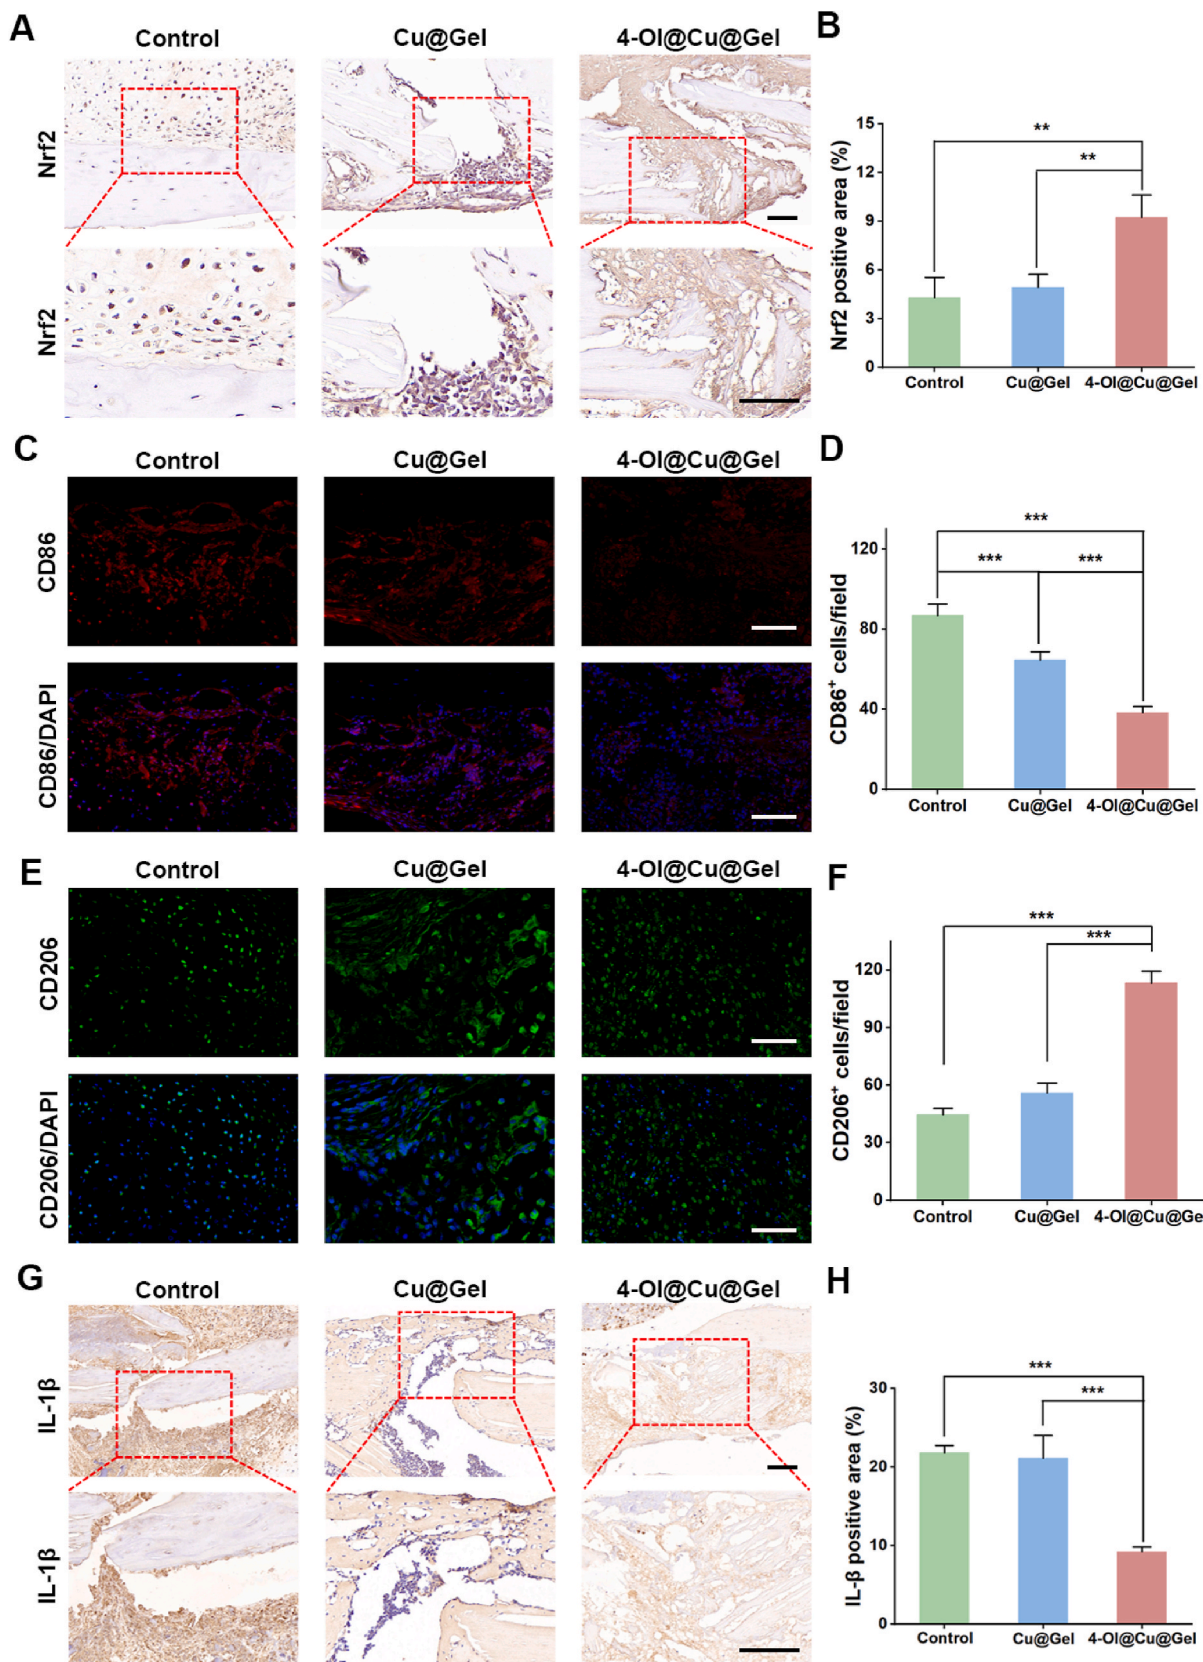 A
Control
Cu@Gel
4-OI@Cu@Gel
Nrf2
Nrf2
B
Nrf2 positive area (%)
15
12
9
6
3
0
**
**
Control
Cu@Gel
4-OI@Cu@Gel
C
Control
Cu@Gel
4-OI@Cu@Gel
CD86
CD86/DAPI
D
CD86⁺ cells/field
120
80
40
0
***
***
***
Control
Cu@Gel
4-OI@Cu@Gel
E
Control
Cu@Gel
4-OI@Cu@Gel
CD206
CD206/DAPI
F
CD206⁺ cells/field
120
90
60
30
0
***
***
Control
Cu@Gel
4-OI@Cu@Ge
G
Control
Cu@Gel
4-OI@Cu@Gel
IL-1β
IL-1β
H
IL-β positive area (%)
30
20
10
0
***
***
Control
Cu@Gel
4-OI@Cu@Gel